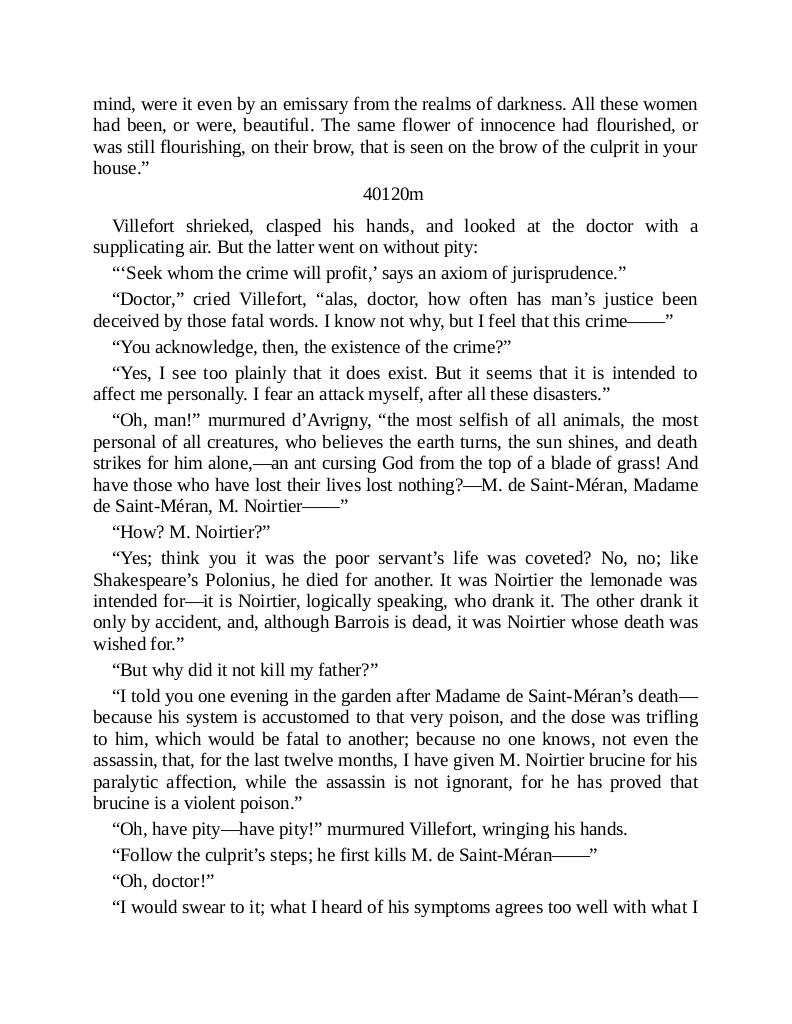 mind, were it even by an emissary from the realms of darkness. All these women
had been, or were, beautiful. The same flower of innocence had flourished, or
was still flourishing, on their brow, that is seen on the brow of the culprit in your
house.”
40120m
Villefort shrieked, clasped his hands, and looked at the doctor with a
supplicating air. But the latter went on without pity:
“‘Seek whom the crime will profit,’ says an axiom of jurisprudence.”
“Doctor,” cried Villefort, “alas, doctor, how often has man’s justice been
deceived by those fatal words. I know not why, but I feel that this crime——”
“You acknowledge, then, the existence of the crime?”
“Yes, I see too plainly that it does exist. But it seems that it is intended to
affect me personally. I fear an attack myself, after all these disasters.”
“Oh, man!” murmured d’Avrigny, “the most selfish of all animals, the most
personal of all creatures, who believes the earth turns, the sun shines, and death
strikes for him alone,—an ant cursing God from the top of a blade of grass! And
have those who have lost their lives lost nothing?—M. de Saint-Méran, Madame
de Saint-Méran, M. Noirtier——”
“How? M. Noirtier?”
“Yes; think you it was the poor servant’s life was coveted? No, no; like
Shakespeare’s Polonius, he died for another. It was Noirtier the lemonade was
intended for—it is Noirtier, logically speaking, who drank it. The other drank it
only by accident, and, although Barrois is dead, it was Noirtier whose death was
wished for.”
“But why did it not kill my father?”
“I told you one evening in the garden after Madame de Saint-Méran’s death—
because his system is accustomed to that very poison, and the dose was trifling
to him, which would be fatal to another; because no one knows, not even the
assassin, that, for the last twelve months, I have given M. Noirtier brucine for his
paralytic affection, while the assassin is not ignorant, for he has proved that
brucine is a violent poison.”
“Oh, have pity—have pity!” murmured Villefort, wringing his hands.
“Follow the culprit’s steps; he first kills M. de Saint-Méran——”
“Oh, doctor!”
“I would swear to it; what I heard of his symptoms agrees too well with what I